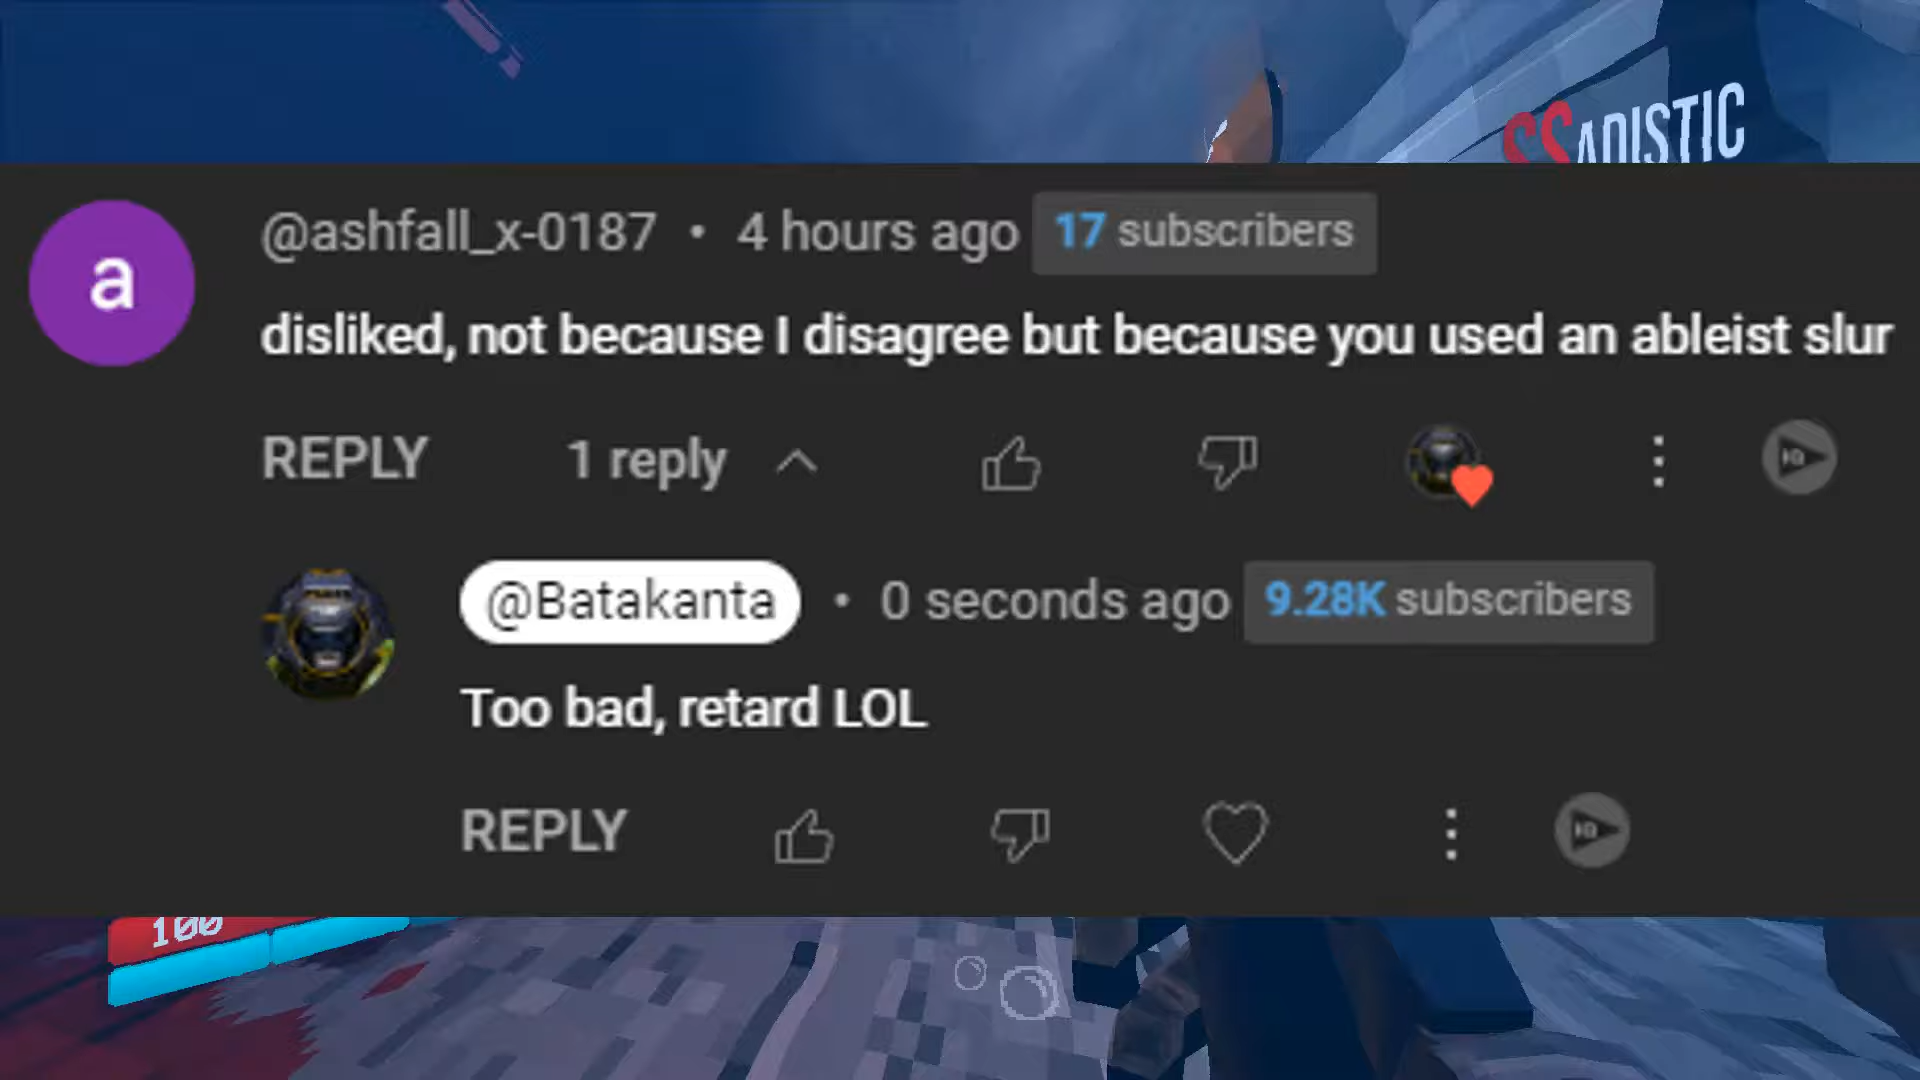 SSADISTIC
a
@ashfall_x-0187 • 4 hours ago 17 subscribers
disliked, not because I disagree but because you used an ableist slur
REPLY 1 reply
@Batakanta • 0 seconds ago 9.28K subscribers
Too bad, retard LOL
REPLY
100